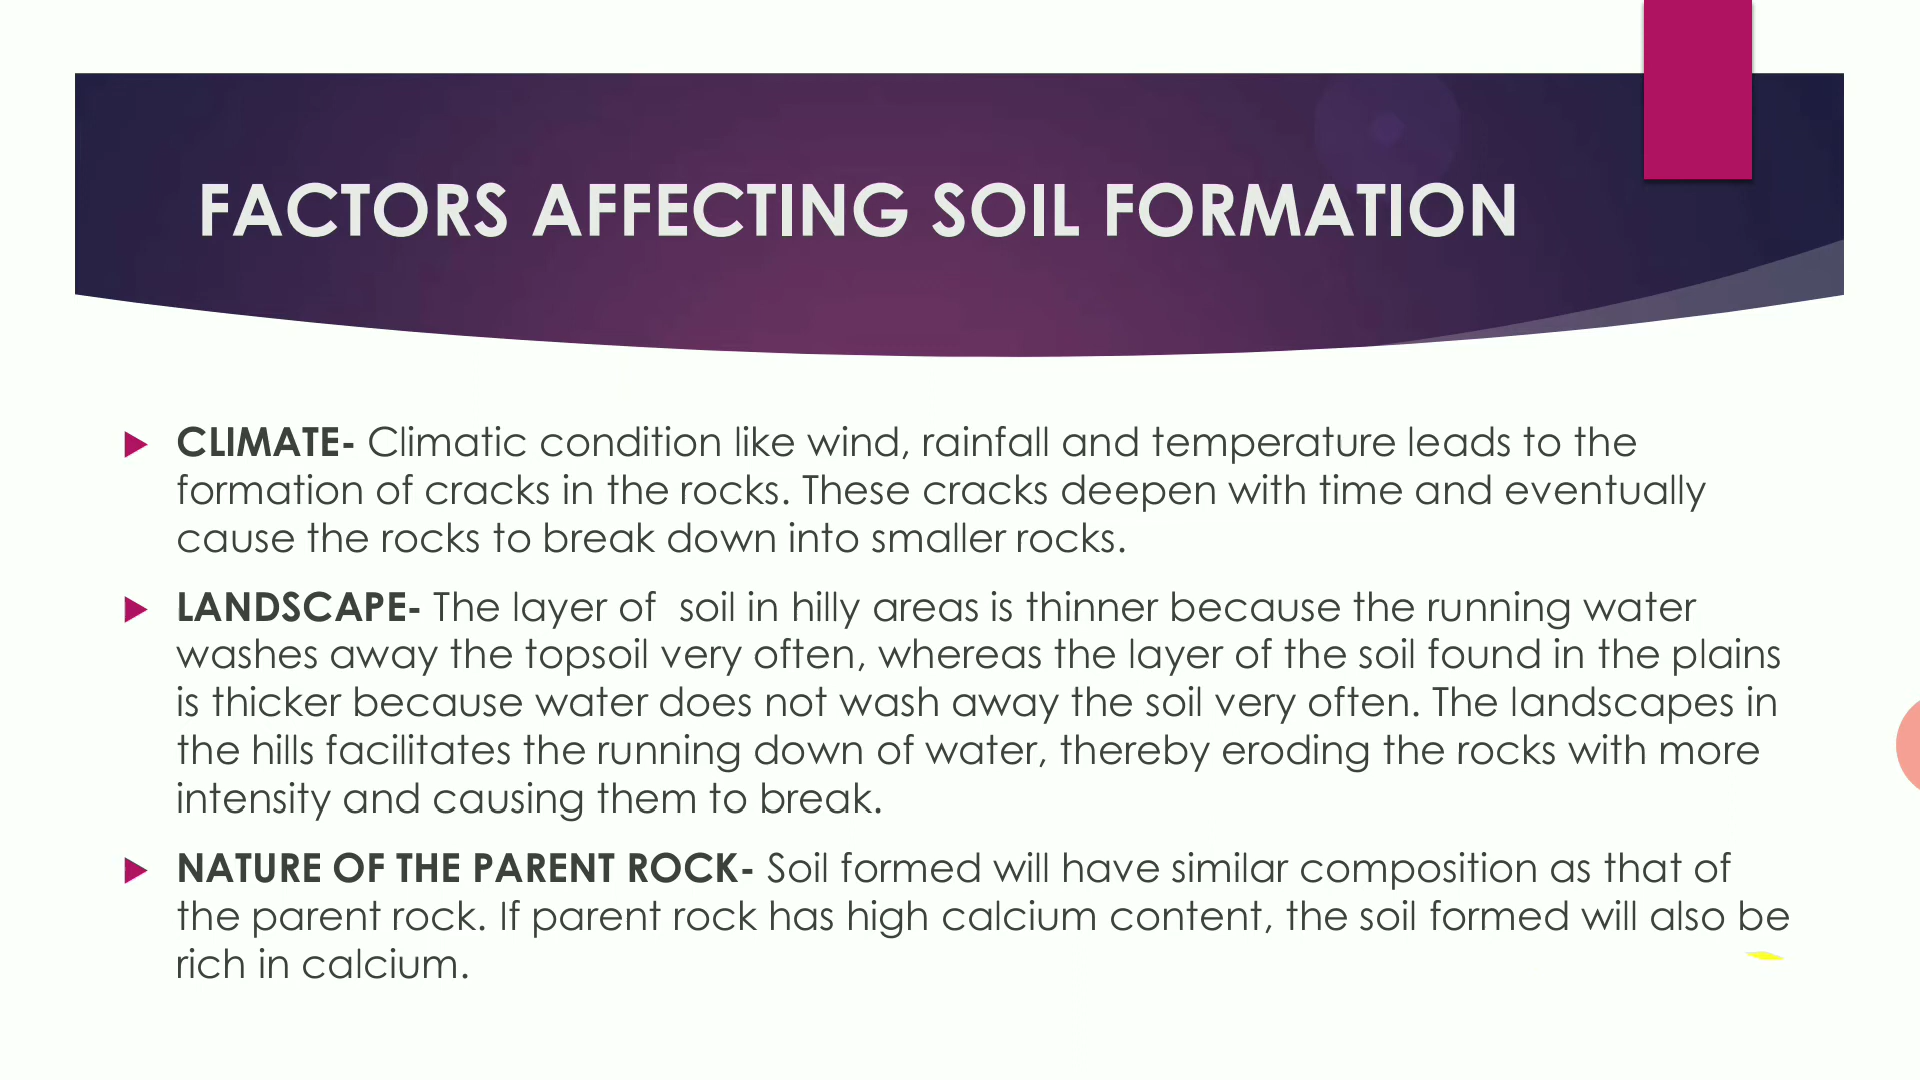 FACTORS AFFECTING SOIL FORMATION
CLIMATE- Climatic condition like wind, rainfall and temperature leads to the
formation of cracks in the rocks. These cracks deepen with time and eventually
cause the rocks to break down into smaller rocks.
LANDSCAPE- The layer of  soil in hilly areas is thinner because the running water
washes away the topsoil very often, whereas the layer of the soil found in the plains
is thicker because water does not wash away the soil very often. The landscapes in
the hills facilitates the running down of water, thereby eroding the rocks with more
intensity and causing them to break.
NATURE OF THE PARENT ROCK- Soil formed will have similar composition as that of
the parent rock. If parent rock has high calcium content, the soil formed will also be
rich in calcium.